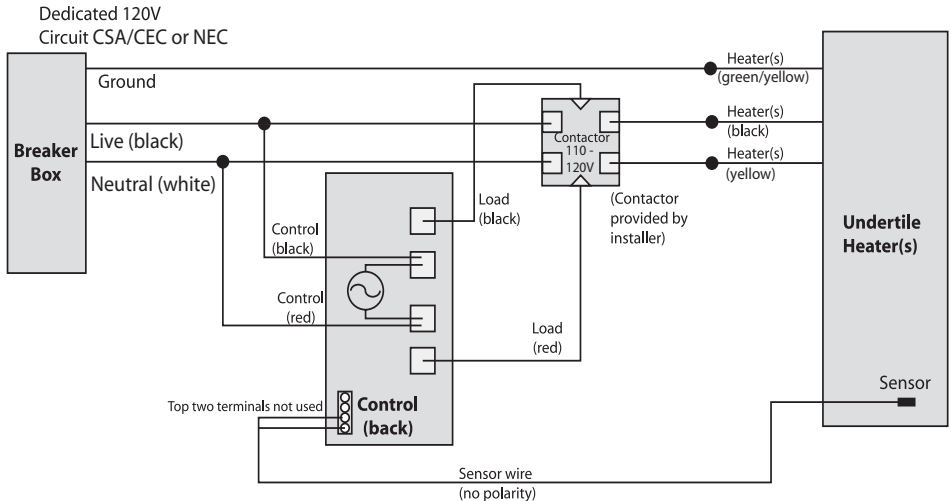 Dedicated 120V
Circuit CSA/CEC or NEC
Breaker
Box
Ground
Live (black)
Neutral (white)
Control
(black)
Control
(red)
Top two terminals not used
Control
(back)
Load
(black)
Load
(red)
Contactor
110 -
120V
(Contactor
provided by
installer)
Heater(s)
(green/yellow)
Heater(s)
(black)
Heater(s)
(yellow)
Undertile
Heater(s)
Sensor
Sensor wire
(no polarity)